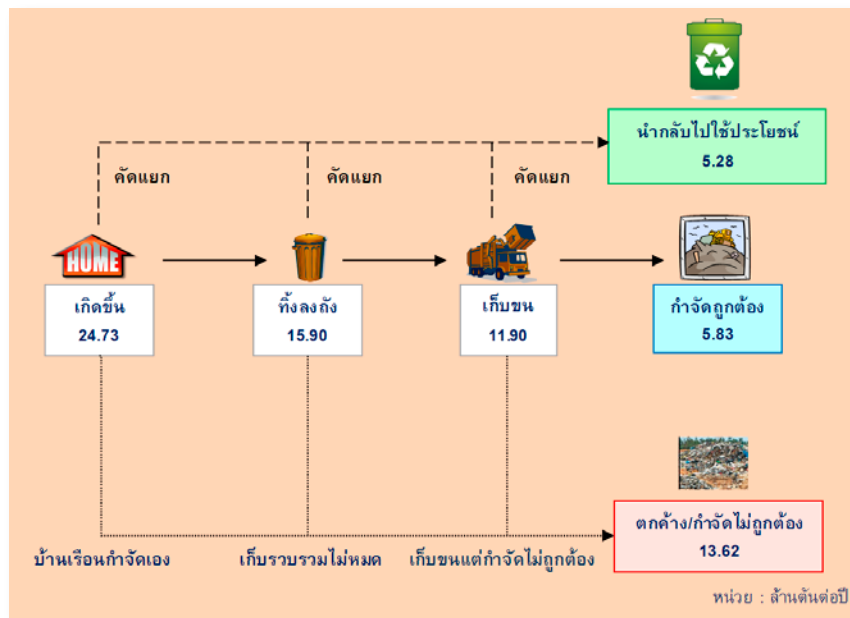 นำกลับไปใช้ประโยชน์
5.28
คัดแยก คัดแยก คัดแยก
HOME
เกิดขึ้น
24.73
ทิ้งลงถัง
15.90
เก็บขน
11.90
กำจัดถูกต้อง
5.83
ตกค้าง/กำจัดไม่ถูกต้อง
13.62
บ้านเรือนกำจัดเอง เก็บรวบรวมไม่หมด เก็บขนแต่กำจัดไม่ถูกต้อง
หน่วย : ล้านตันต่อปี